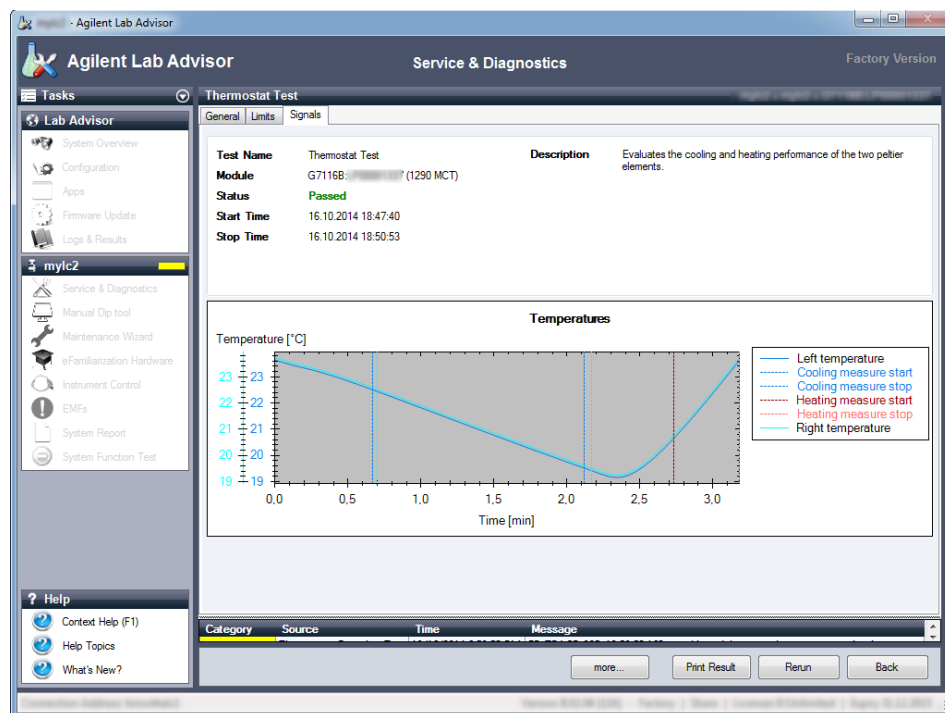 - Agilent Lab Advisor
Agilent Lab Advisor
Service & Diagnostics
Factory Version
Tasks
Lab Advisor
System Overview
Configuration
Apps
Firmware Update
Logs & Results
mylc2
Service & Diagnostics
Manual Dip tool
Maintenance Wizard
eFamiliarization Hardware
Instrument Control
EMFs
System Report
System Function Test
? Help
Context Help (F1)
Help Topics
What's New?
Thermostat Test
General Limits Signals
Test Name Thermostat Test
Module G7116B: (1290 MCT)
Status Passed
Start Time 16.10.2014 18:47:40
Stop Time 16.10.2014 18:50:53
Description Evaluates the cooling and heating performance of the two peltier
elements.
Temperatures
Temperature [°C]
23 23
22 22
21 21
20 20
19 19
0,0 0,5 1,0 1,5 2,0 2,5 3,0
Time [min]
Left temperature
Cooling measure start
Cooling measure stop
Heating measure start
Heating measure stop
Right temperature
Category Source Time Message
more... Print Result Rerun Back